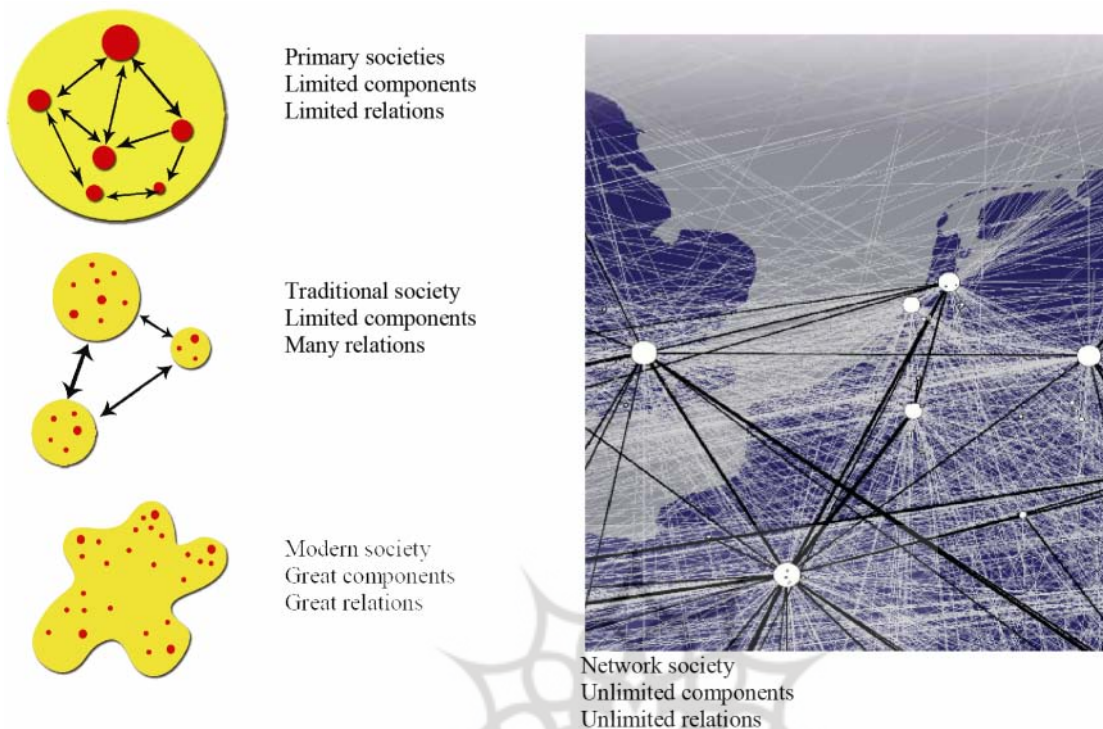 Primary societies
Limited components
Limited relations
Traditional society
Limited components
Many relations
Modern society
Great components
Great relations
Network society
Unlimited components
Unlimited relations